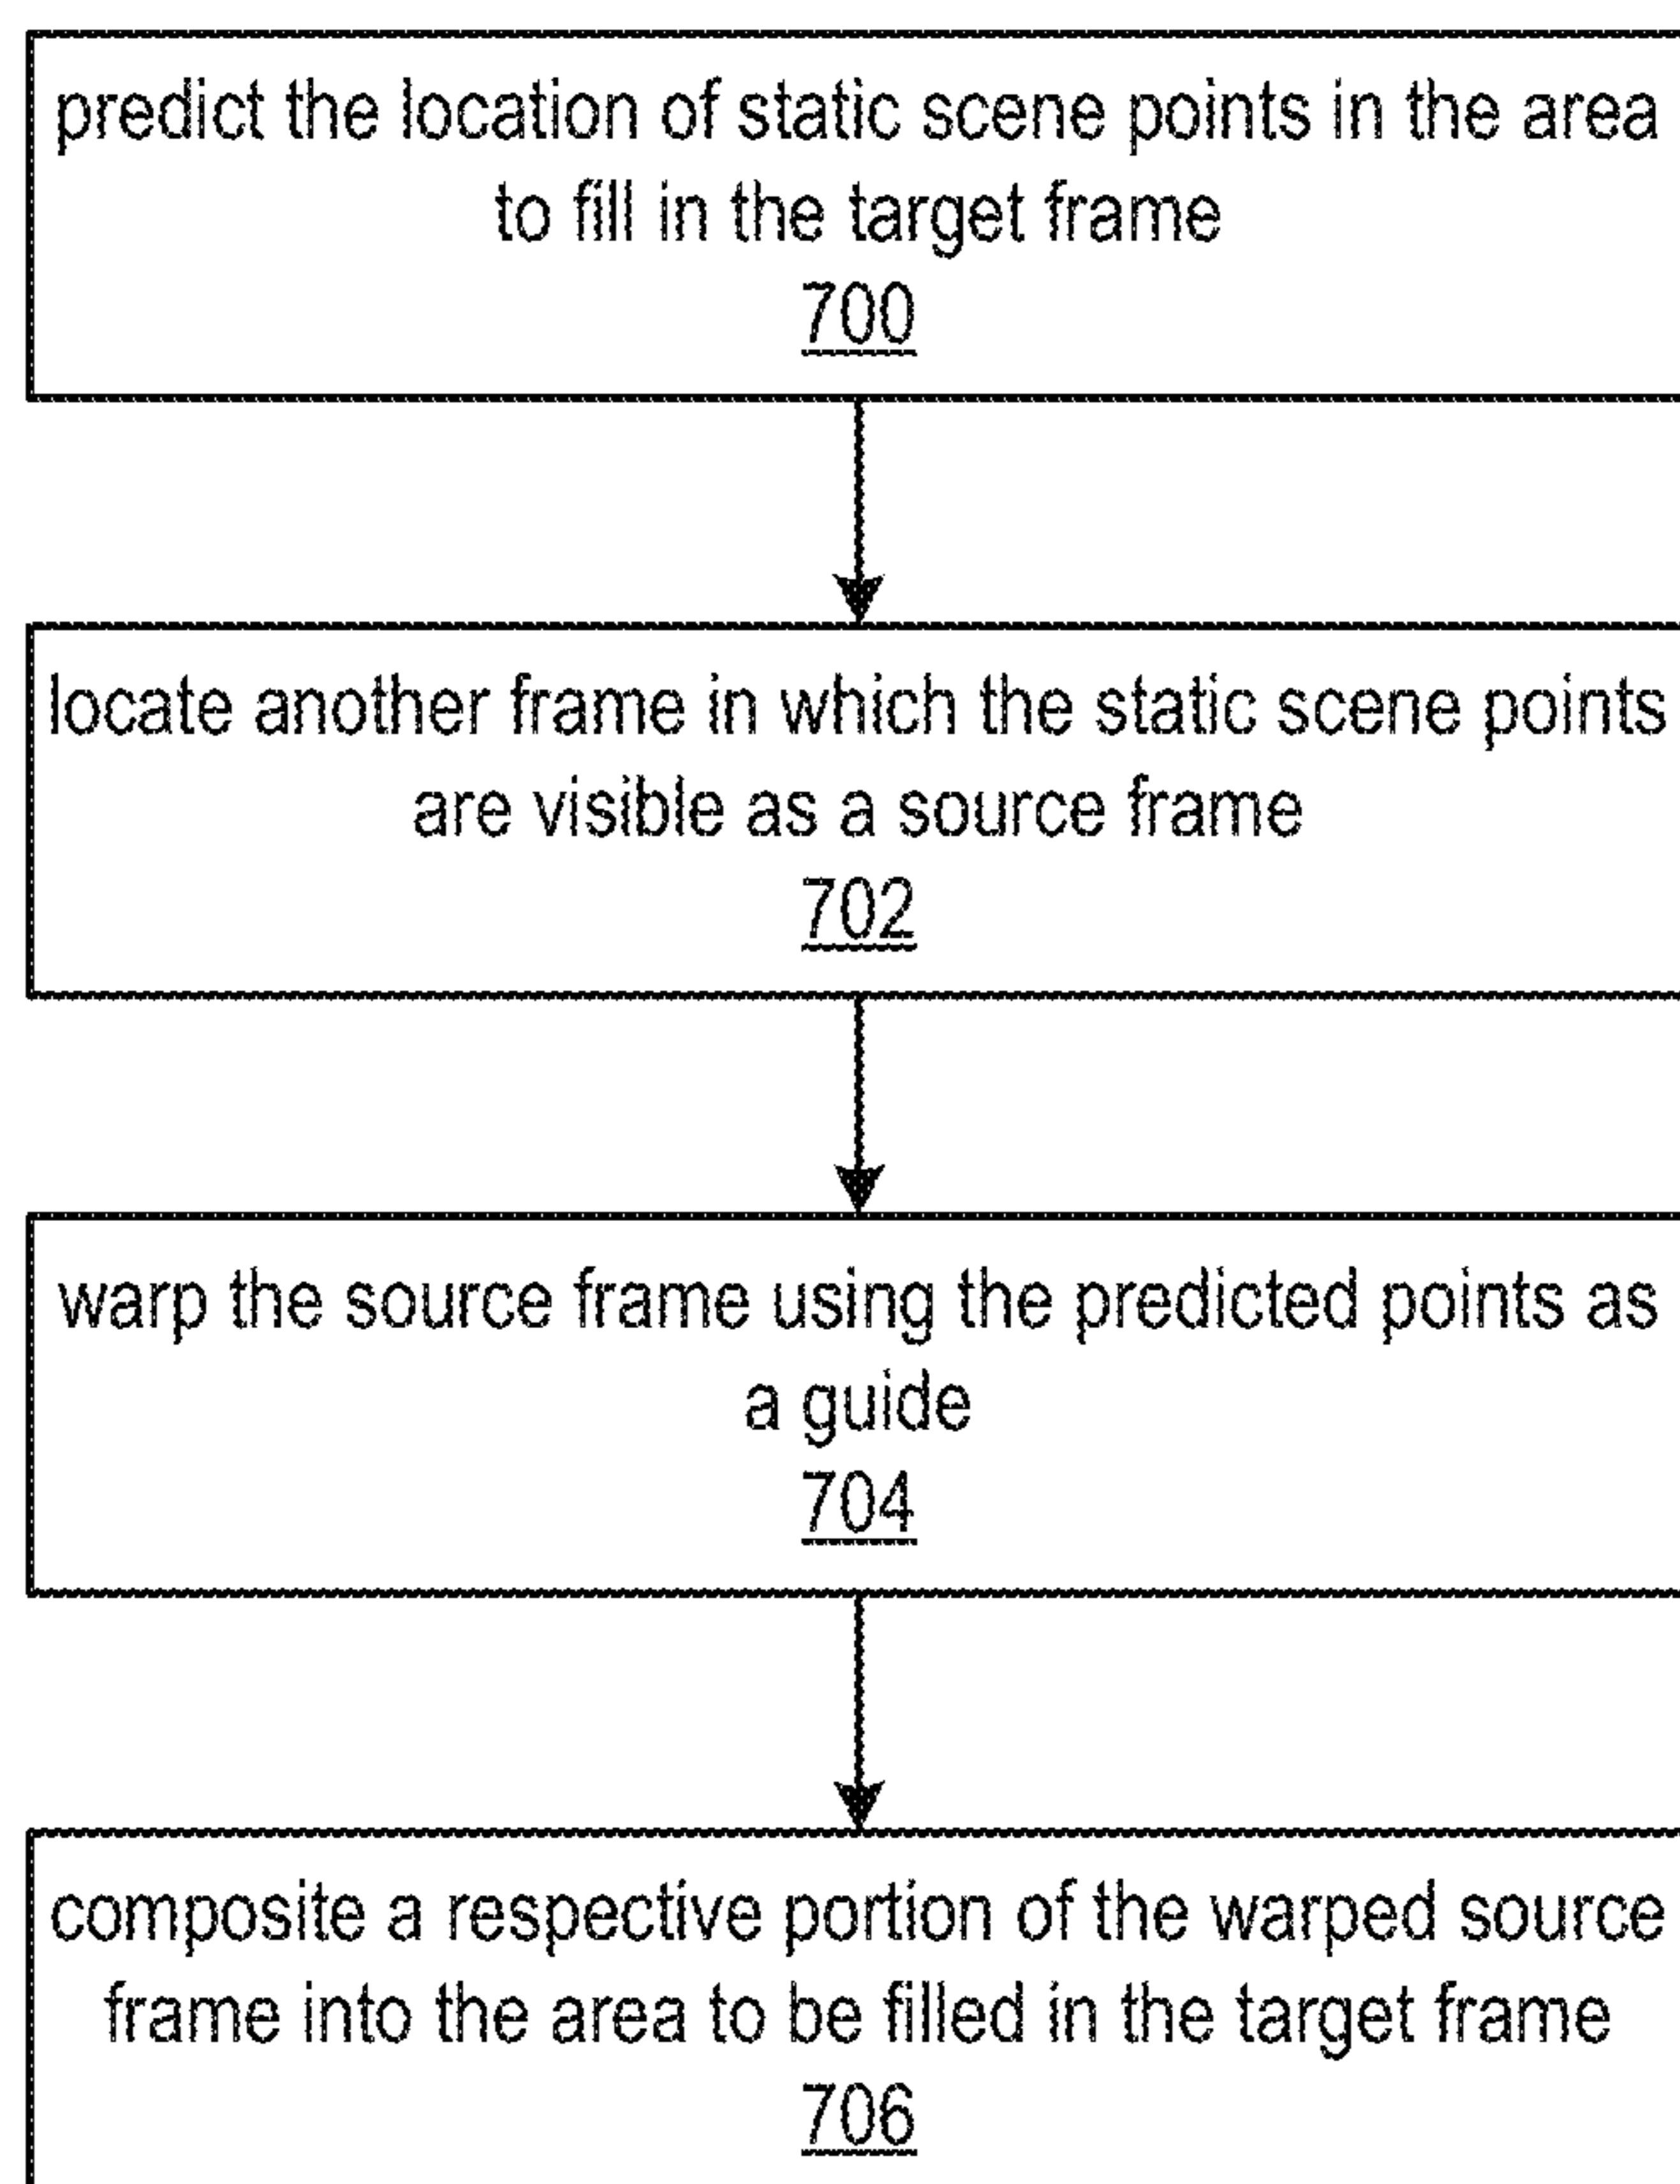 predict the location of static scene points in the area
to fill in the target frame
700
locate another frame in which the static scene points
are visible as a source frame
702
warp the source frame using the predicted points as
a guide
704
composite a respective portion of the warped source
frame into the area to be filled in the target frame
706